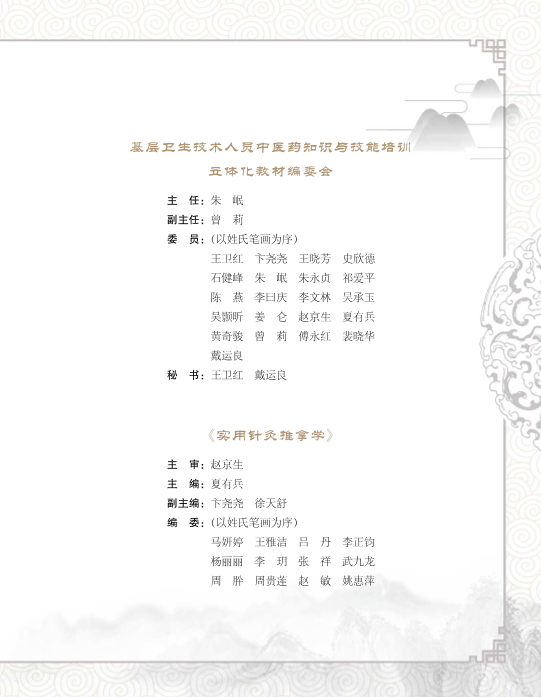 基层卫生技术人员中医药知识与技能培训
立体化教材编委会
主　任：朱　岷
副主任：曾　莉
委　员：(以姓氏笔画为序)
王卫红　卞尧尧　王晓芳　史欣德
石健峰　朱　岷　朱永贞　祁爱平
陈　燕　李曰庆　李文林　吴承玉
吴颢昕　姜　仑　赵京生　夏有兵
黄奇骏　曾　莉　傅永红　裴晓华
戴运良
秘　书：王卫红　戴运良
《实用针灸推拿学》
主　审：赵京生
主　编：夏有兵
副主编：卞尧尧　徐天舒
编　委：(以姓氏笔画为序)
马妍婷　王雅洁　吕　丹　李正钧
杨丽丽　李　玥　张　祥　武九龙
周　　周贵莲　赵　敏　姚惠萍